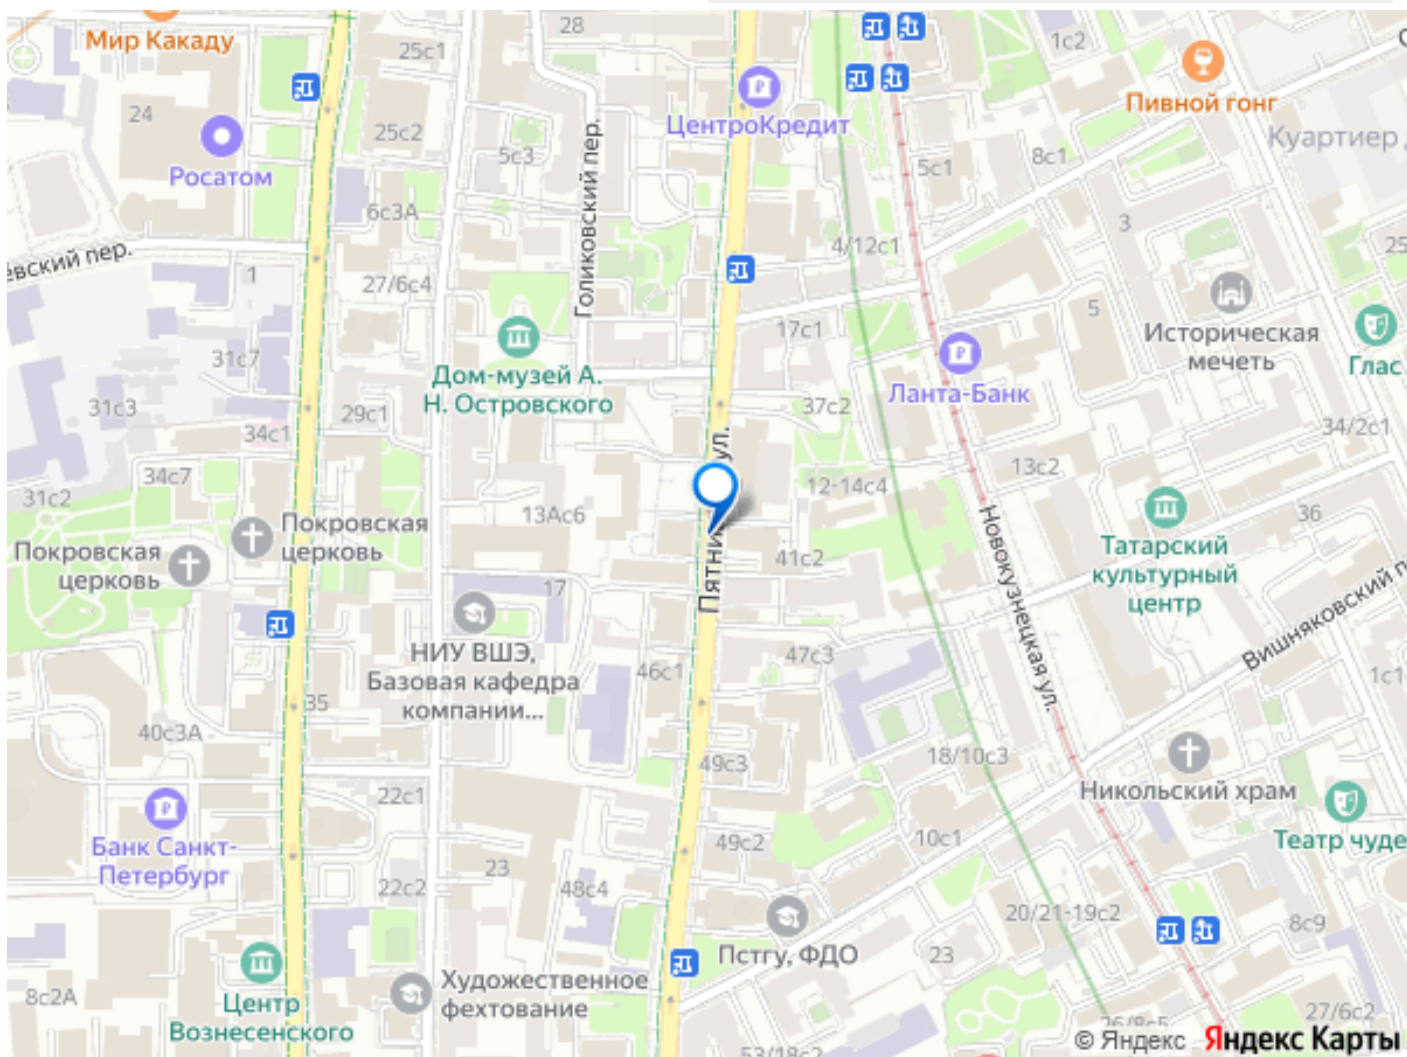 Мир Какаду
28
25с1
1с2
Пивной гонг
24
ЦентроКредит
Куартиер
25с2
5с3
Росатом
5с1
8с1
Голиковский пер.
6с3А
3
4/12с1
евский пер.
1
27/6с4
25
5
17с1
Историческая
мечеть
31с7
Дом-музей А.
Н. Островского
Ланта-Банк
Глас
31с3
29с1
37с2
34с1
34/2с1
34с7
13с2
31с2
12-14с4
13Ас6
36
Покровская
церковь
Покровская
церковь
Татарский
культурный
центр
41с2
17
Новокузнецкая ул.
Вишняковский п
НИУ ВШЭ,
Базовая кафедра
компании...
46с1
47с3
1с1
35
40с3А
49с3
18/10с3
Никольский храм
22с1
Банк Санкт-
Петербург
49с2
10с1
Театр чуде
23
22с2
48с4
20/21-19с2
8с9
Пстгу, ФДО
23
Художественное
фехтование
8с2А
Центр
Вознесенского
27/6с2
26/8с5
53/18с2
© Яндекс Яндекс Карты